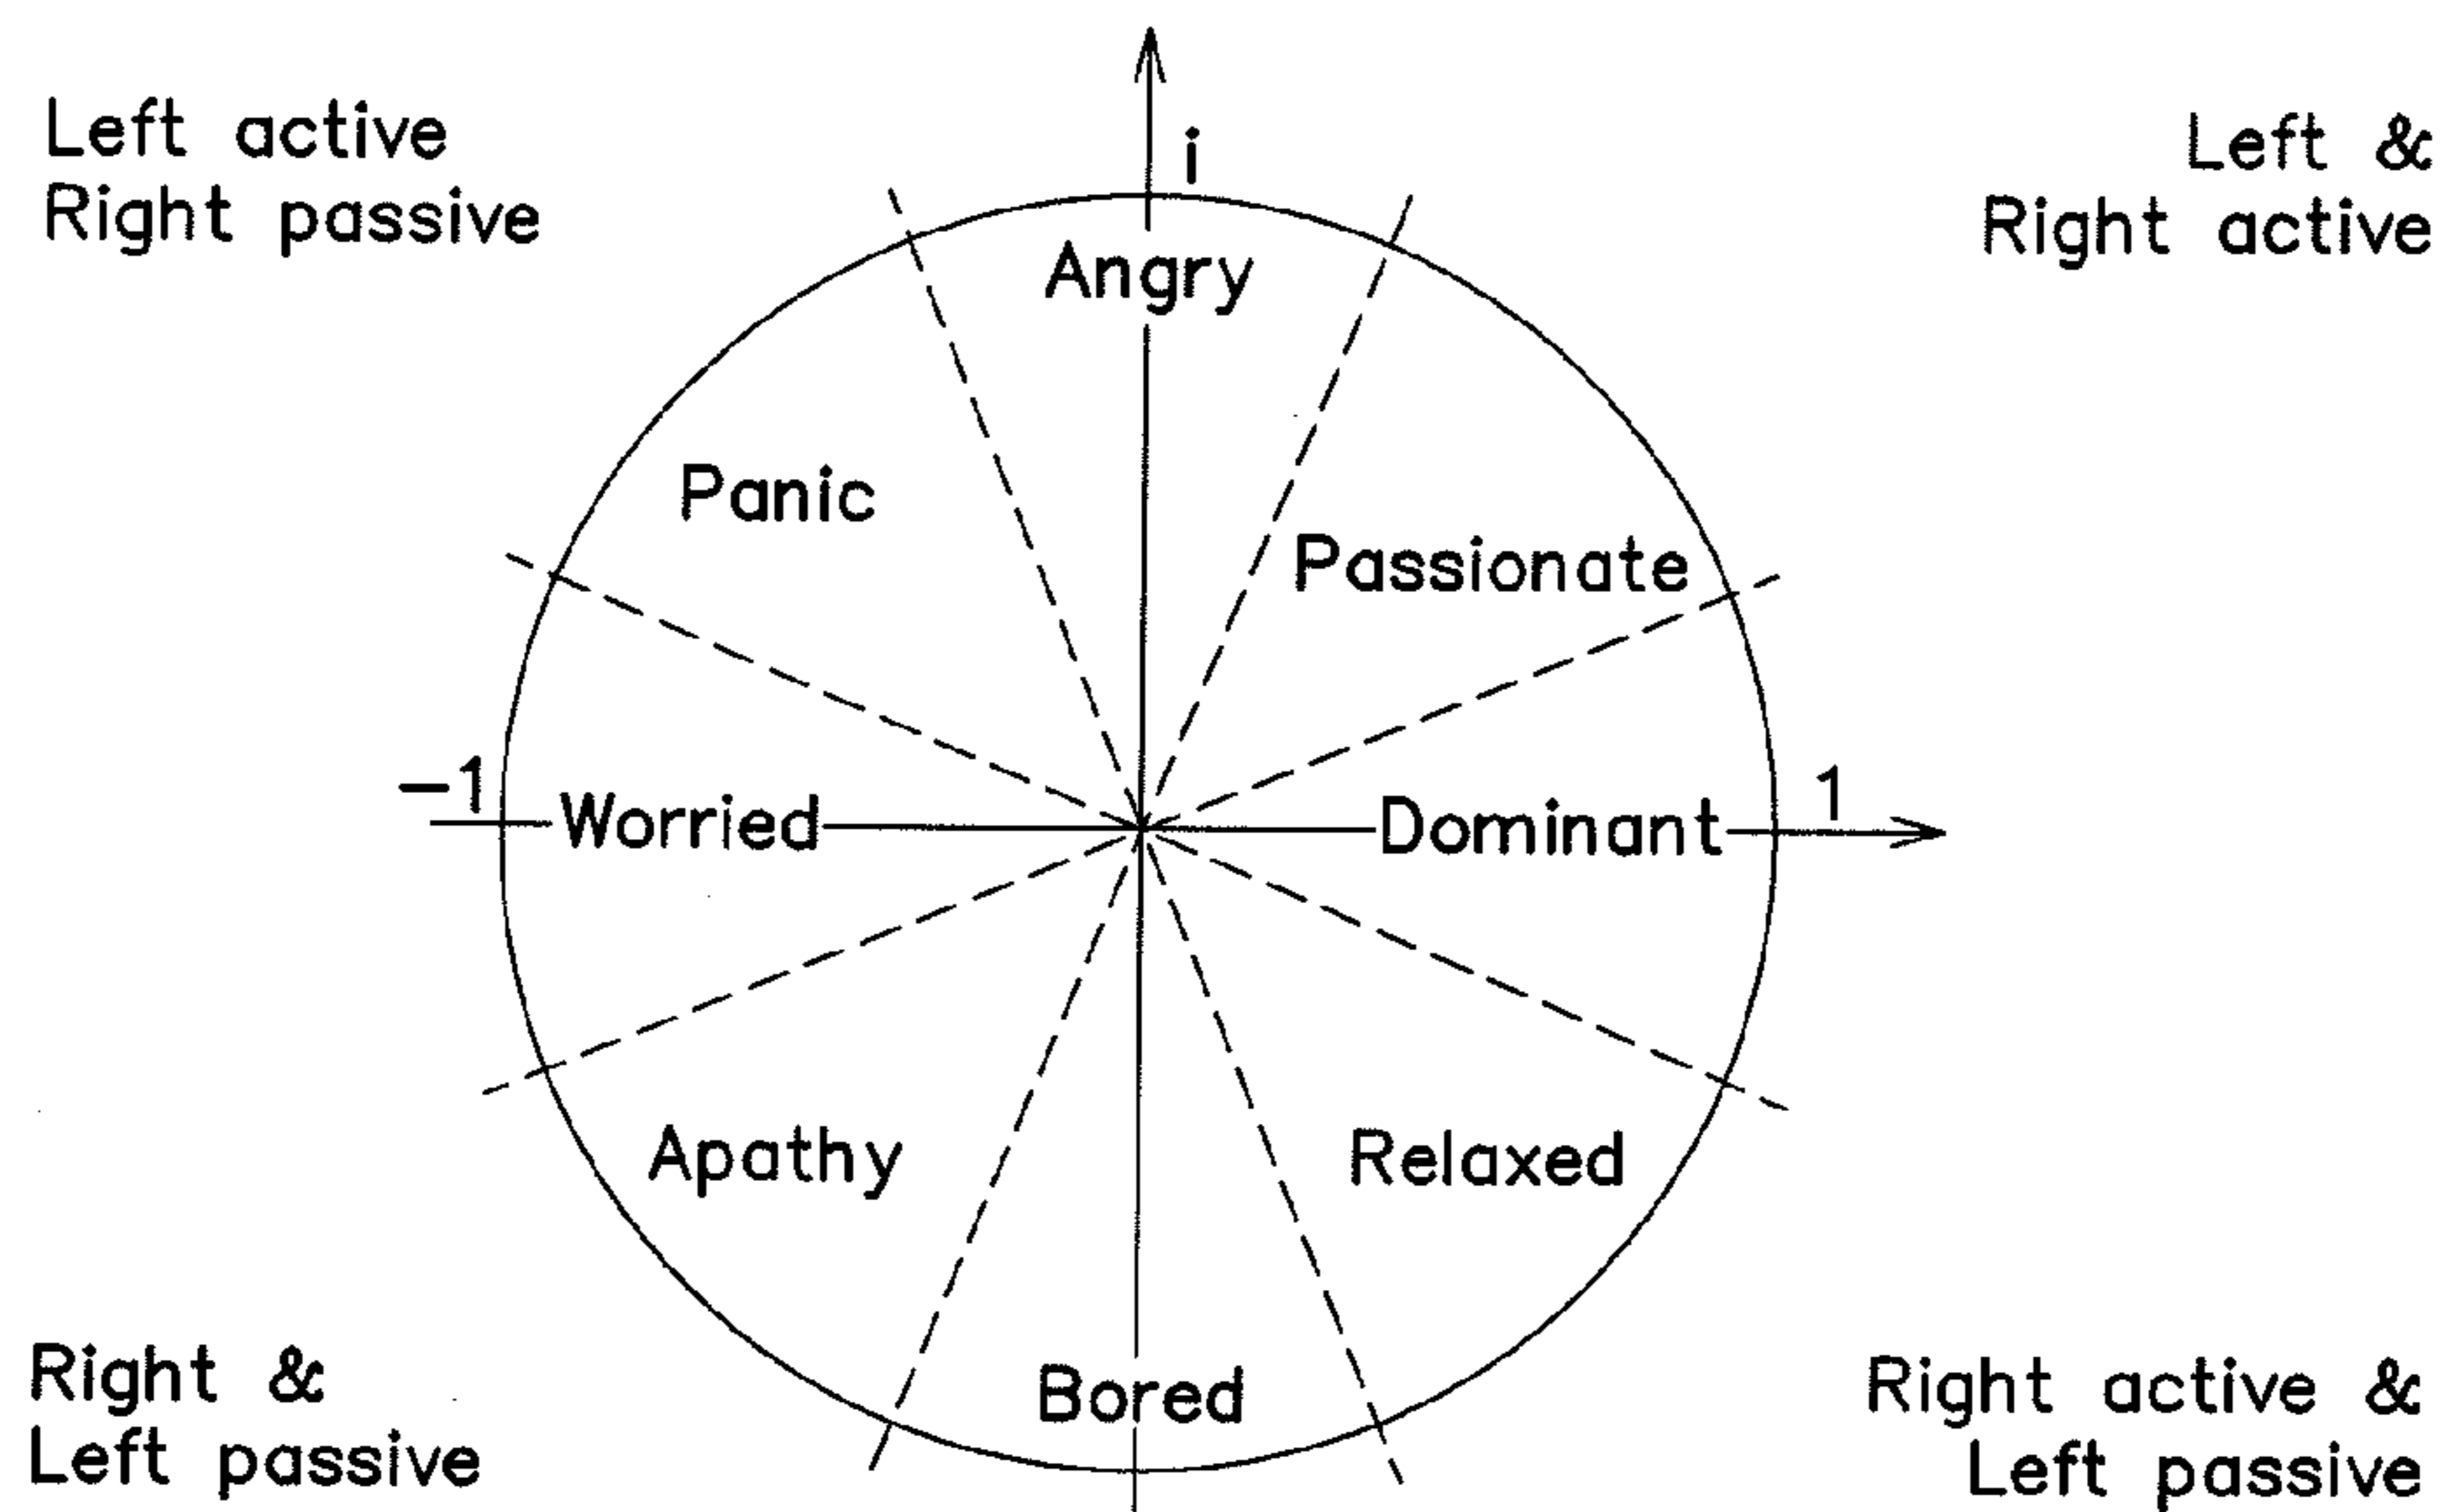 Left active
Right passive
i
Left &
Right active
Angry
Panic
Passionate
-1
Worried
Dominant
1
Apathy
Relaxed
Right &
Left passive
Bored
Right active &
Left passive